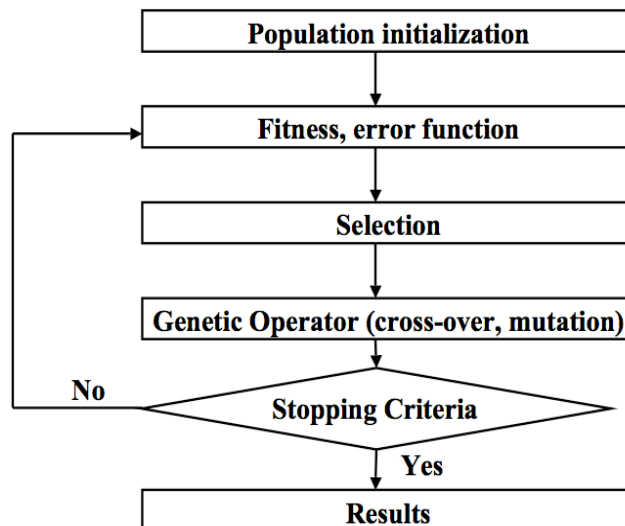 Population initialization
Fitness, error function
Selection
Genetic Operator (cross-over, mutation)
No
Stopping Criteria
Yes
Results